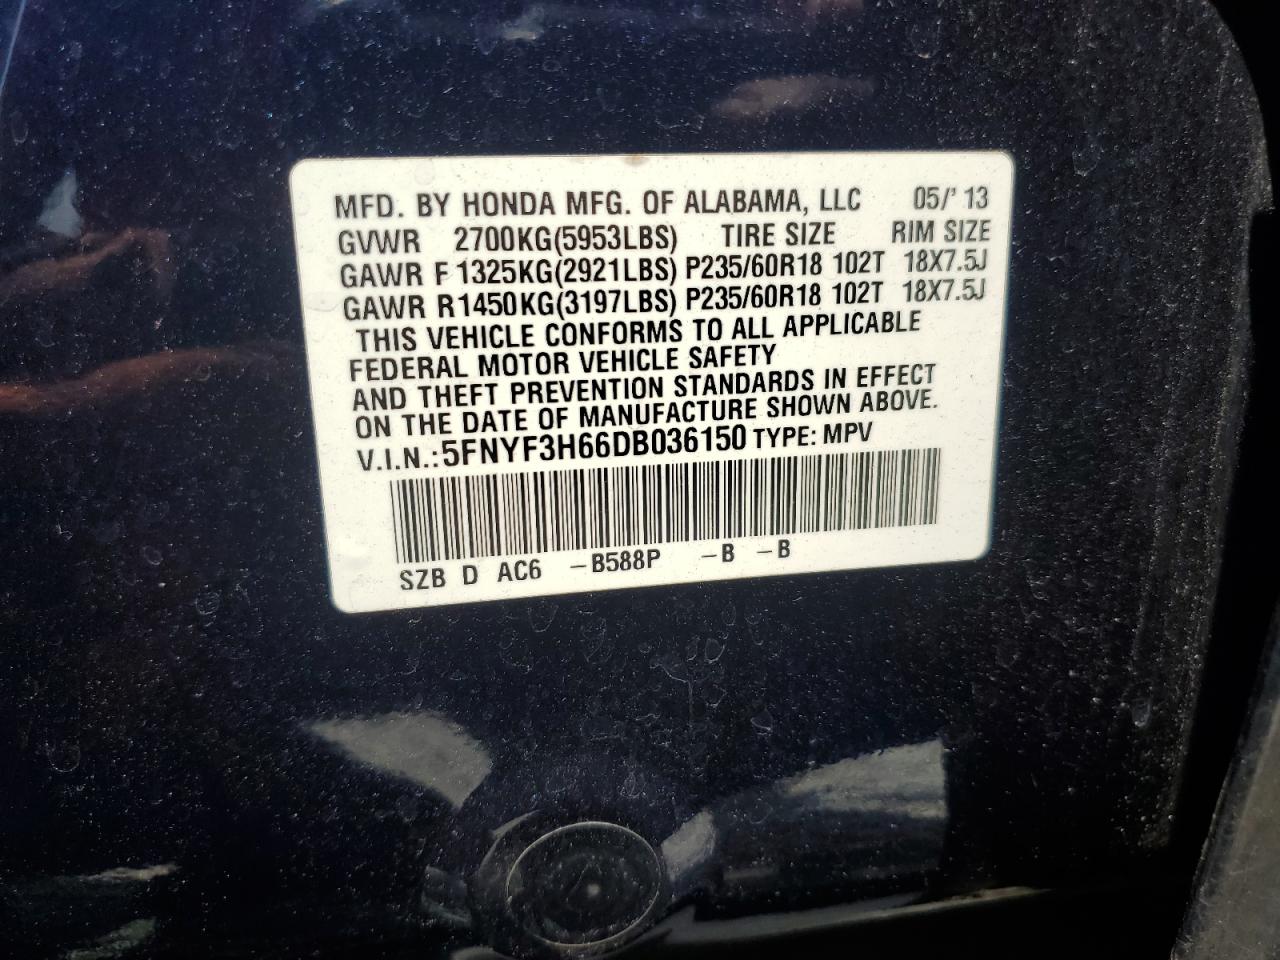 MFD. BY HONDA MFG. OF ALABAMA, LLC 05/' 13
GVWR 2700KG(5953LBS) TIRE SIZE RIM SIZE
GAWR F 1325KG(2921LBS) P235/60R18 102T 18X7.5J
GAWR R1450KG(3197LBS) P235/60R18 102T 18X7.5J
THIS VEHICLE CONFORMS TO ALL APPLICABLE
FEDERAL MOTOR VEHICLE SAFETY
AND THEFT PREVENTION STANDARDS IN EFFECT
ON THE DATE OF MANUFACTURE SHOWN ABOVE.
V.I.N.: 5FNYF3H66DB036150 TYPE: MPV
SZB D AC6 –B588P –B –B